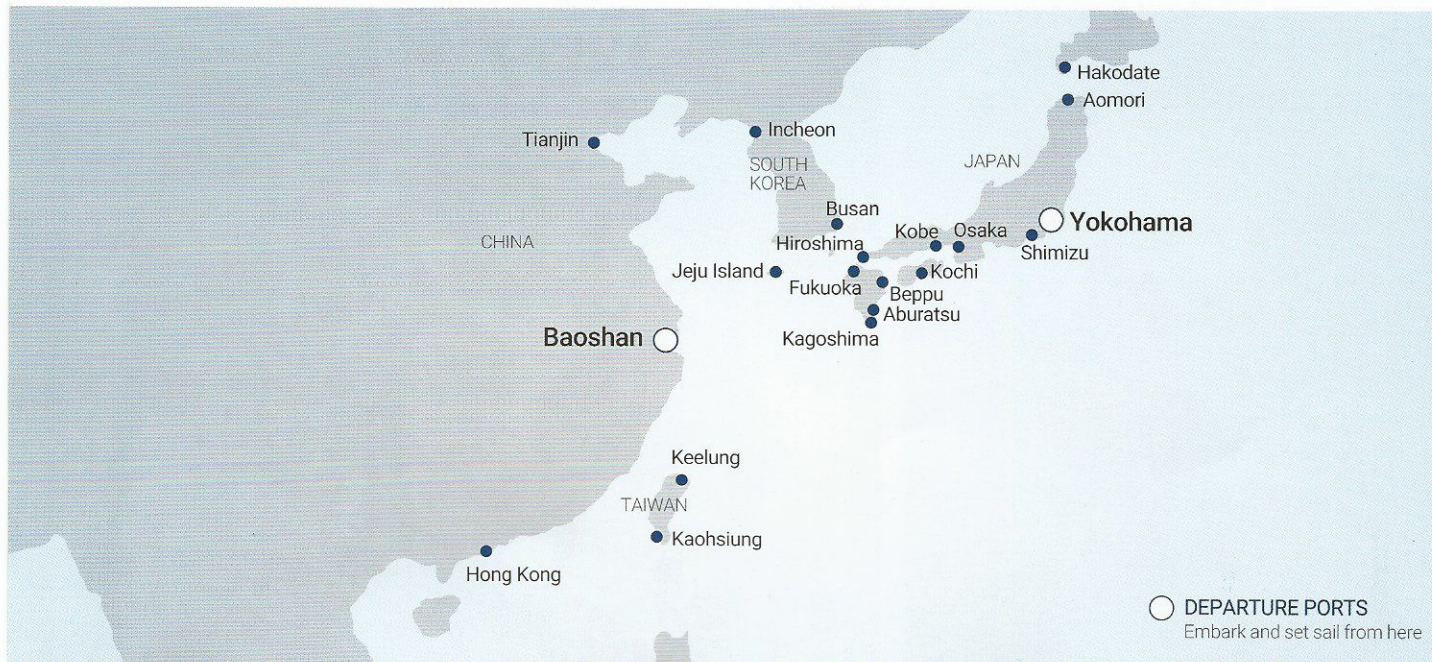 Hakodate
Aomori
Incheon
Tianjin
SOUTH
KOREA
JAPAN
Busan
Yokohama
Kobe
Osaka
Hiroshima
Shimizu
CHINA
Jeju Island
Fukuoka
Kochi
Beppu
Aburatsu
Kagoshima
Baoshan
Keelung
TAIWAN
Kaohsiung
Hong Kong
DEPARTURE PORTS
Embark and set sail from here